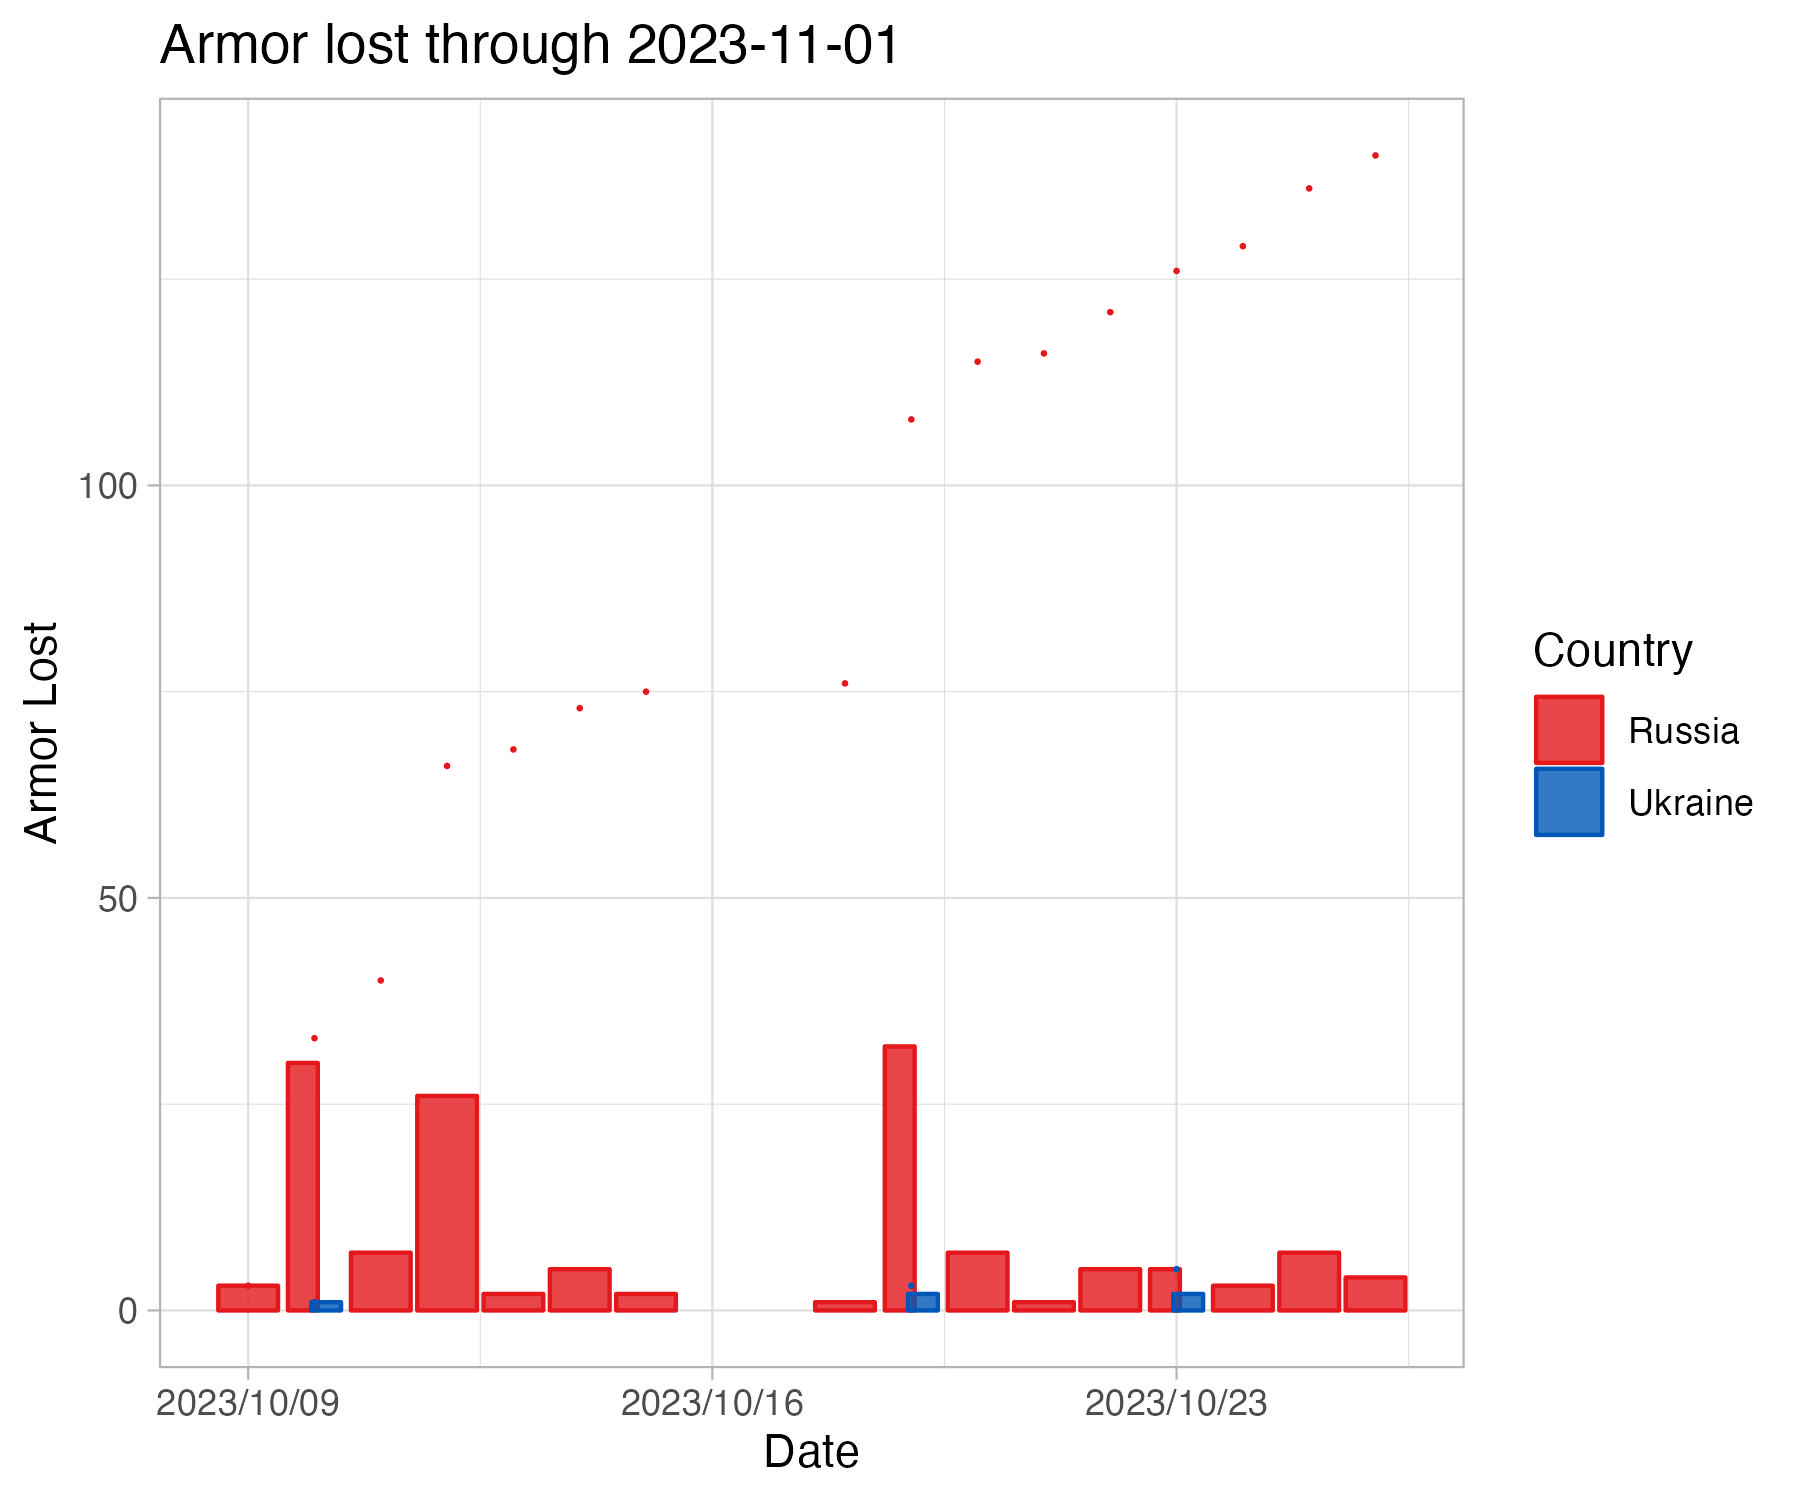 Armor lost through 2023-11-01
Armor Lost
100
50
0
2023/10/09
2023/10/16
2023/10/23
Date
Country
Russia
Ukraine